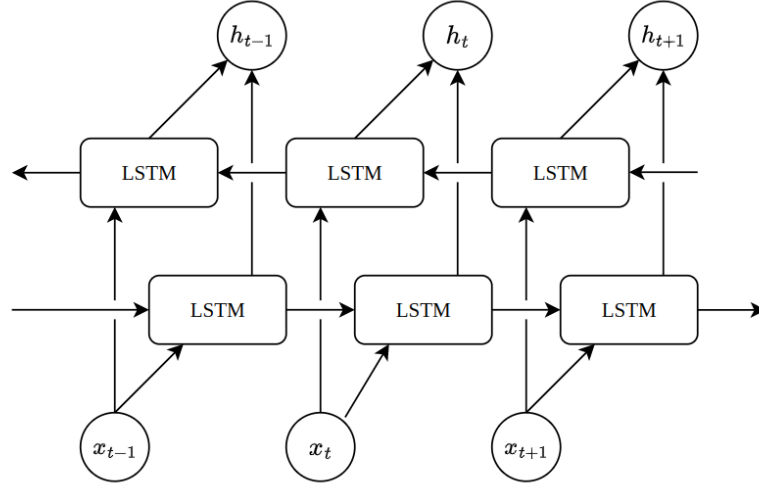 h_{t-1} h_t h_{t+1}
LSTM LSTM LSTM
LSTM LSTM LSTM
x_{t-1} x_t x_{t+1}